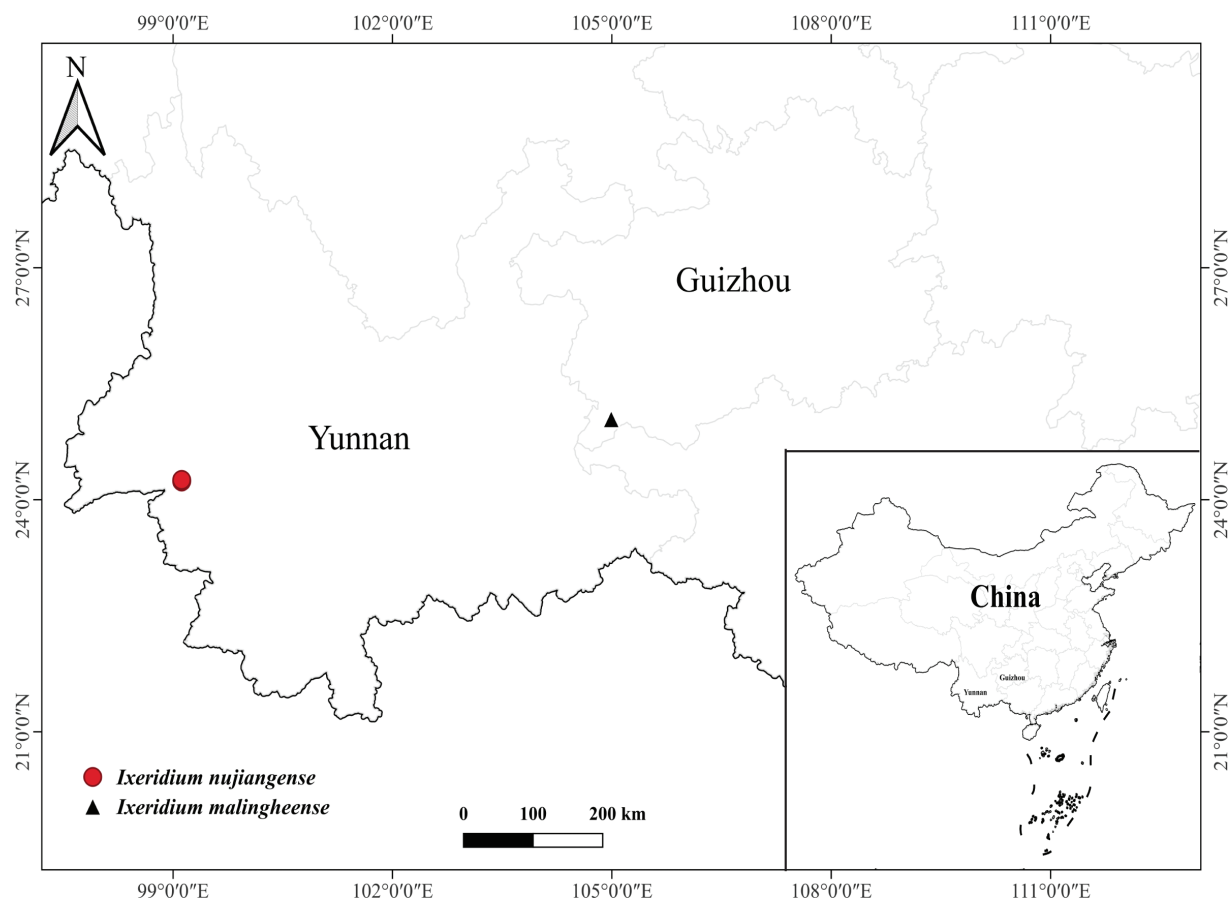 99°0′0″E 102°0′0″E 105°0′0″E 108°0′0″E 111°0′0″E
N
27°0′0″N
24°0′0″N
21°0′0″N
27°0′0″N
24°0′0″N
21°0′0″N
Guizhou
Yunnan
China
Guizhou
Yunnan
Ixeridium nujiangense
Ixeridium malingheense
0 100 200 km
99°0′0″E 102°0′0″E 105°0′0″E 108°0′0″E 111°0′0″E